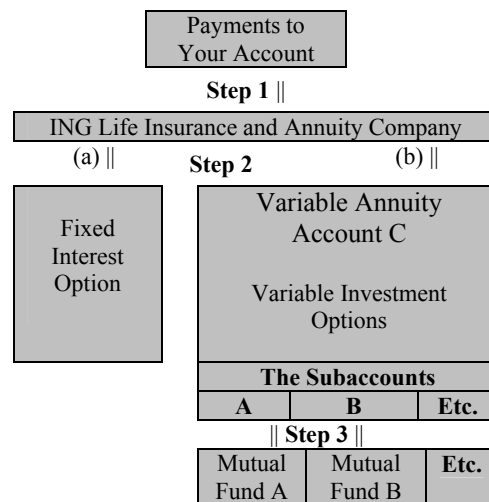 Payments to
Your Account
Step 1 ||
ING Life Insurance and Annuity Company
(a) || Step 2 (b) ||
Fixed
Interest
Option
Variable Annuity
Account C
Variable Investment
Options
The Subaccounts
A B Etc.
|| Step 3 ||
Mutual
Fund A
Mutual
Fund B
Etc.